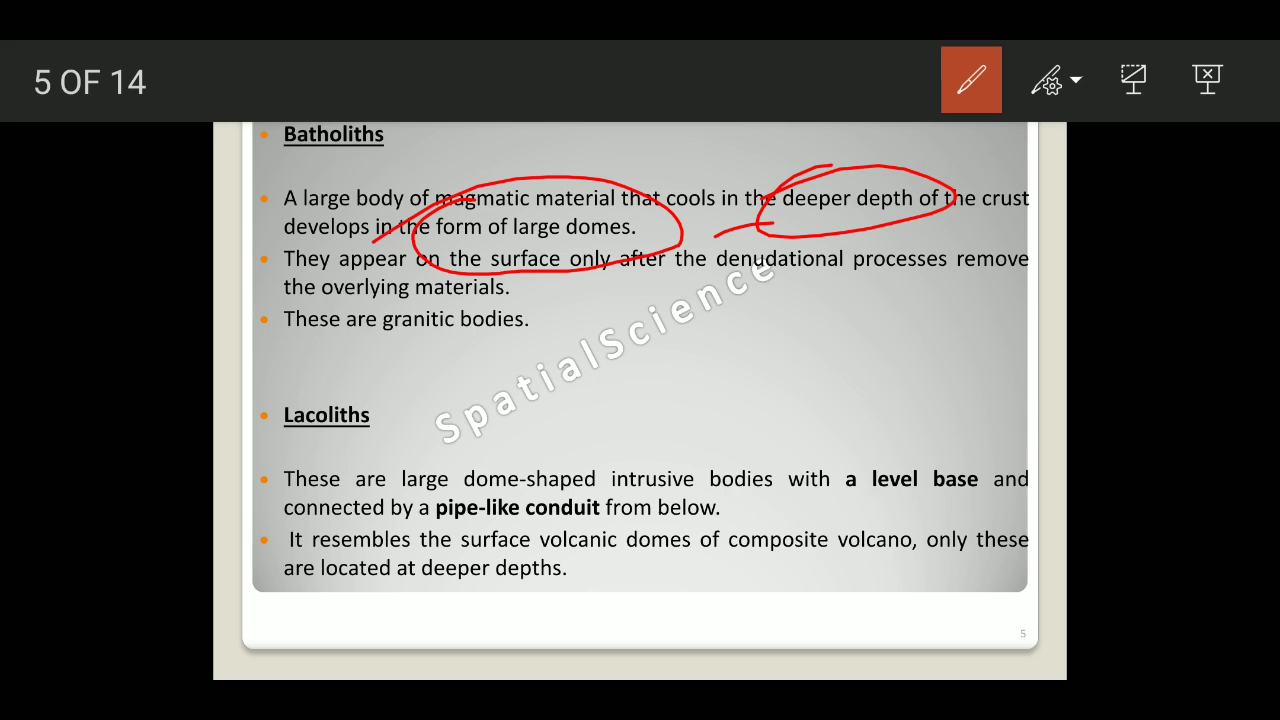 5 OF 14
Batholiths
A large body of magmatic material that cools in the deeper depth of the crust
develops in the form of large domes.
They appear on the surface only after the denudational processes remove
the overlying materials.
These are granitic bodies.
SpatialScience
Lacoliths
These are large dome-shaped intrusive bodies with a level base and
connected by a pipe-like conduit from below.
It resembles the surface volcanic domes of composite volcano, only these
are located at deeper depths.
5